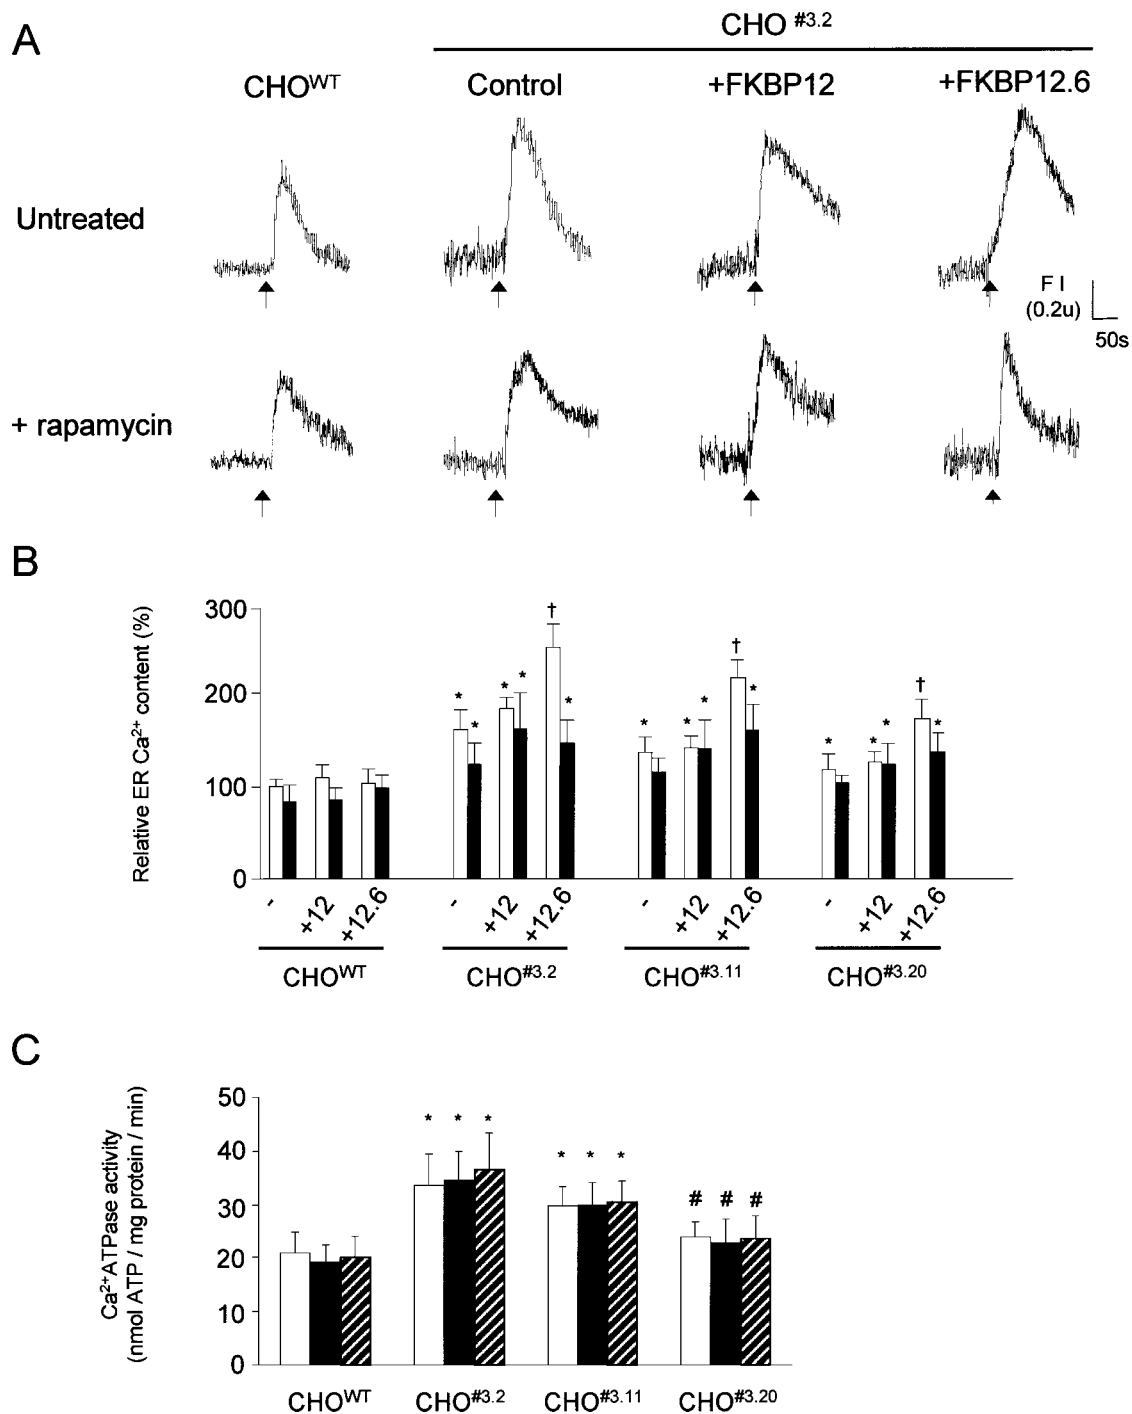 A
CHO #3.2
CHOWT
Control
+FKBP12
+FKBP12.6
Untreated
F I
(0.2u)
50s
+ rapamycin
B
Relative ER Ca2+ content (%)
300
200
100
0
†
* * * *
†
* * * * *
†
* * * *
- +12 +12.6
- +12 +12.6
- +12 +12.6
- +12 +12.6
CHOWT
CHO#3.2
CHO#3.11
CHO#3.20
C
Ca2+ATPase activity
(nmol ATP / mg protein / min)
50
40
30
20
10
0
* * *
* * *
# # #
CHOWT
CHO#3.2
CHO#3.11
CHO#3.20